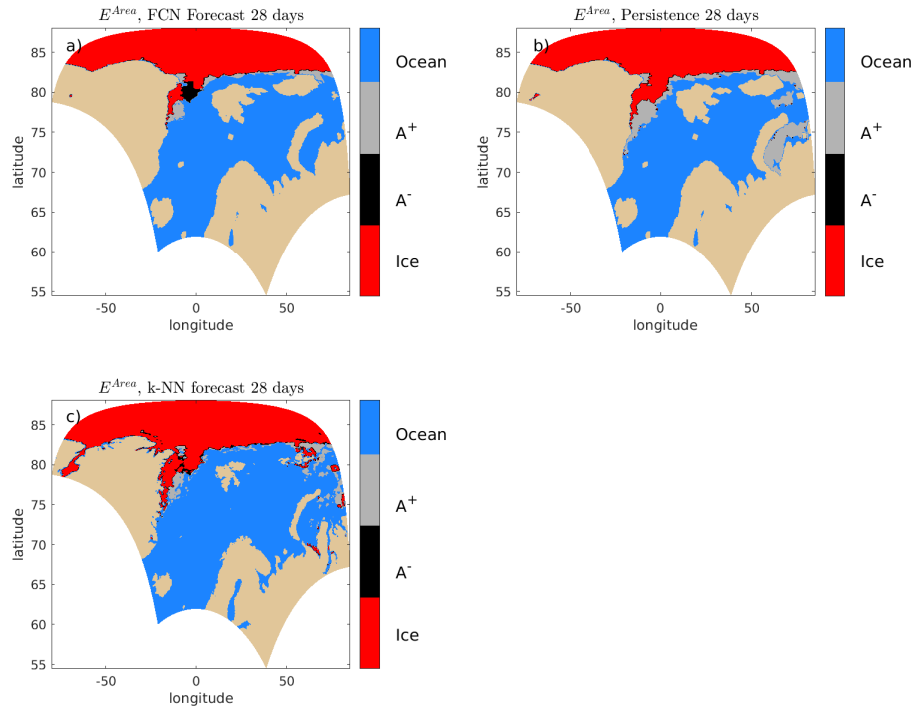 E^Area, FCN Forecast 28 days
a)
85
80
75
70
65
60
55
latitude
-50
0
50
longitude
Ocean
A+
A-
Ice
E^Area, Persistence 28 days
b)
85
80
75
70
65
60
55
latitude
-50
0
50
longitude
Ocean
A+
A-
Ice
E^Area, k-NN forecast 28 days
c)
85
80
75
70
65
60
55
latitude
-50
0
50
longitude
Ocean
A+
A-
Ice